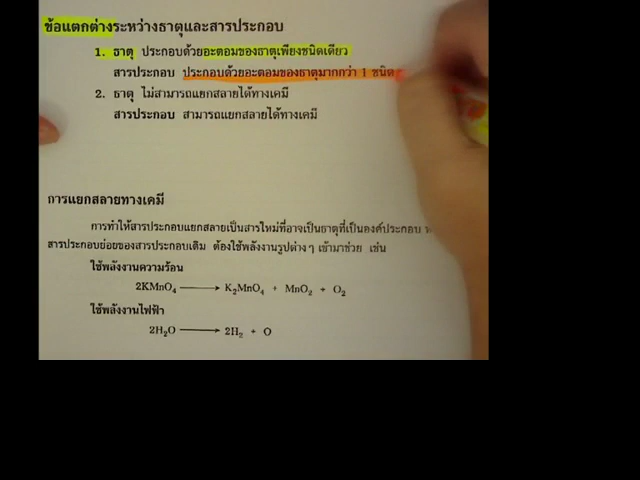 ข้อแตกต่างระหว่างธาตุและสารประกอบ
1. ธาตุ ประกอบด้วยอะตอมของธาตุเพียงชนิดเดียว
สารประกอบ ประกอบด้วยอะตอมของธาตุมากกว่า 1 ชนิด
2. ธาตุ ไม่สามารถแยกสลายได้ทางเคมี
สารประกอบ สามารถแยกสลายได้ทางเคมี
การแยกสลายทางเคมี
การทำให้สารประกอบแยกสลายเป็นสารใหม่ที่อาจเป็นธาตุที่เป็นองค์ประกอบ
สารประกอบย่อยของสารประกอบเดิม ต้องใช้พลังงานรูปต่าง ๆ เข้ามาช่วย เช่น
ใช้พลังงานความร้อน
2KMnO₄ ⟶ K₂MnO₄ + MnO₂ + O₂
ใช้พลังงานไฟฟ้า
2H₂O ⟶ 2H₂ + O